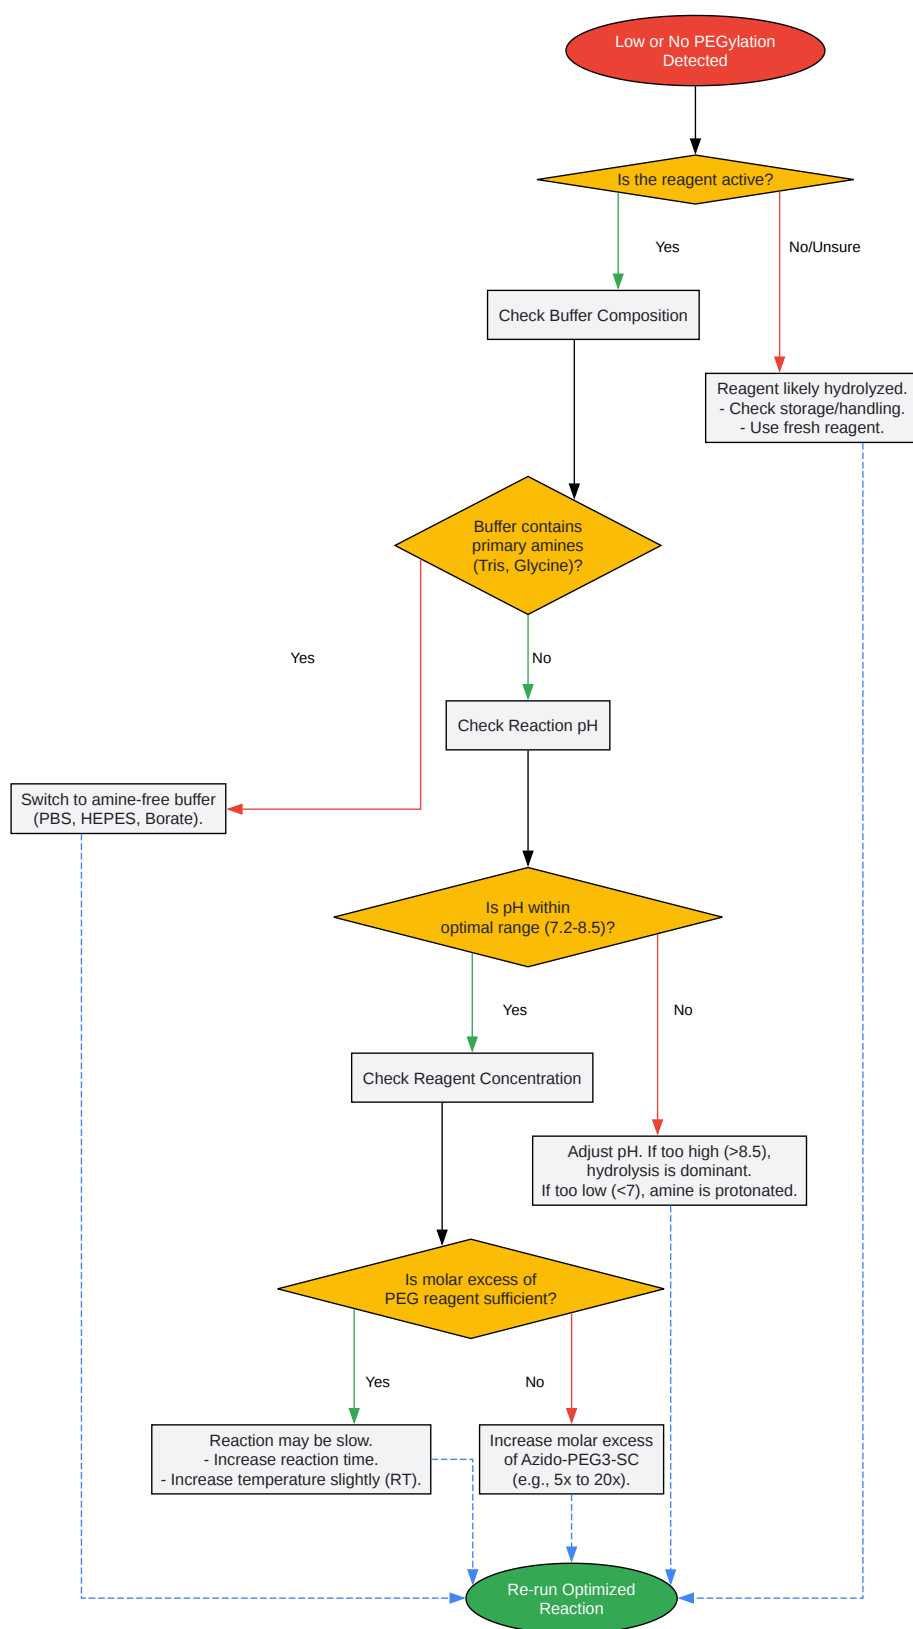 Low or No PEGylation
Detected
Is the reagent active?
Yes
No/Unsure
Check Buffer Composition
Reagent likely hydrolyzed.
- Check storage/handling.
- Use fresh reagent.
Buffer contains
primary amines
(Tris, Glycine)?
Yes
No
Check Reaction pH
Switch to amine-free buffer
(PBS, HEPES, Borate).
Is pH within
optimal range (7.2-8.5)?
Yes
No
Check Reagent Concentration
Adjust pH. If too high (>8.5),
hydrolysis is dominant.
If too low (<7), amine is protonated.
Is molar excess of
PEG reagent sufficient?
Yes
No
Reaction may be slow.
- Increase reaction time.
- Increase temperature slightly (RT).
Increase molar excess
of Azido-PEG3-SC
(e.g., 5x to 20x).
Re-run Optimized
Reaction